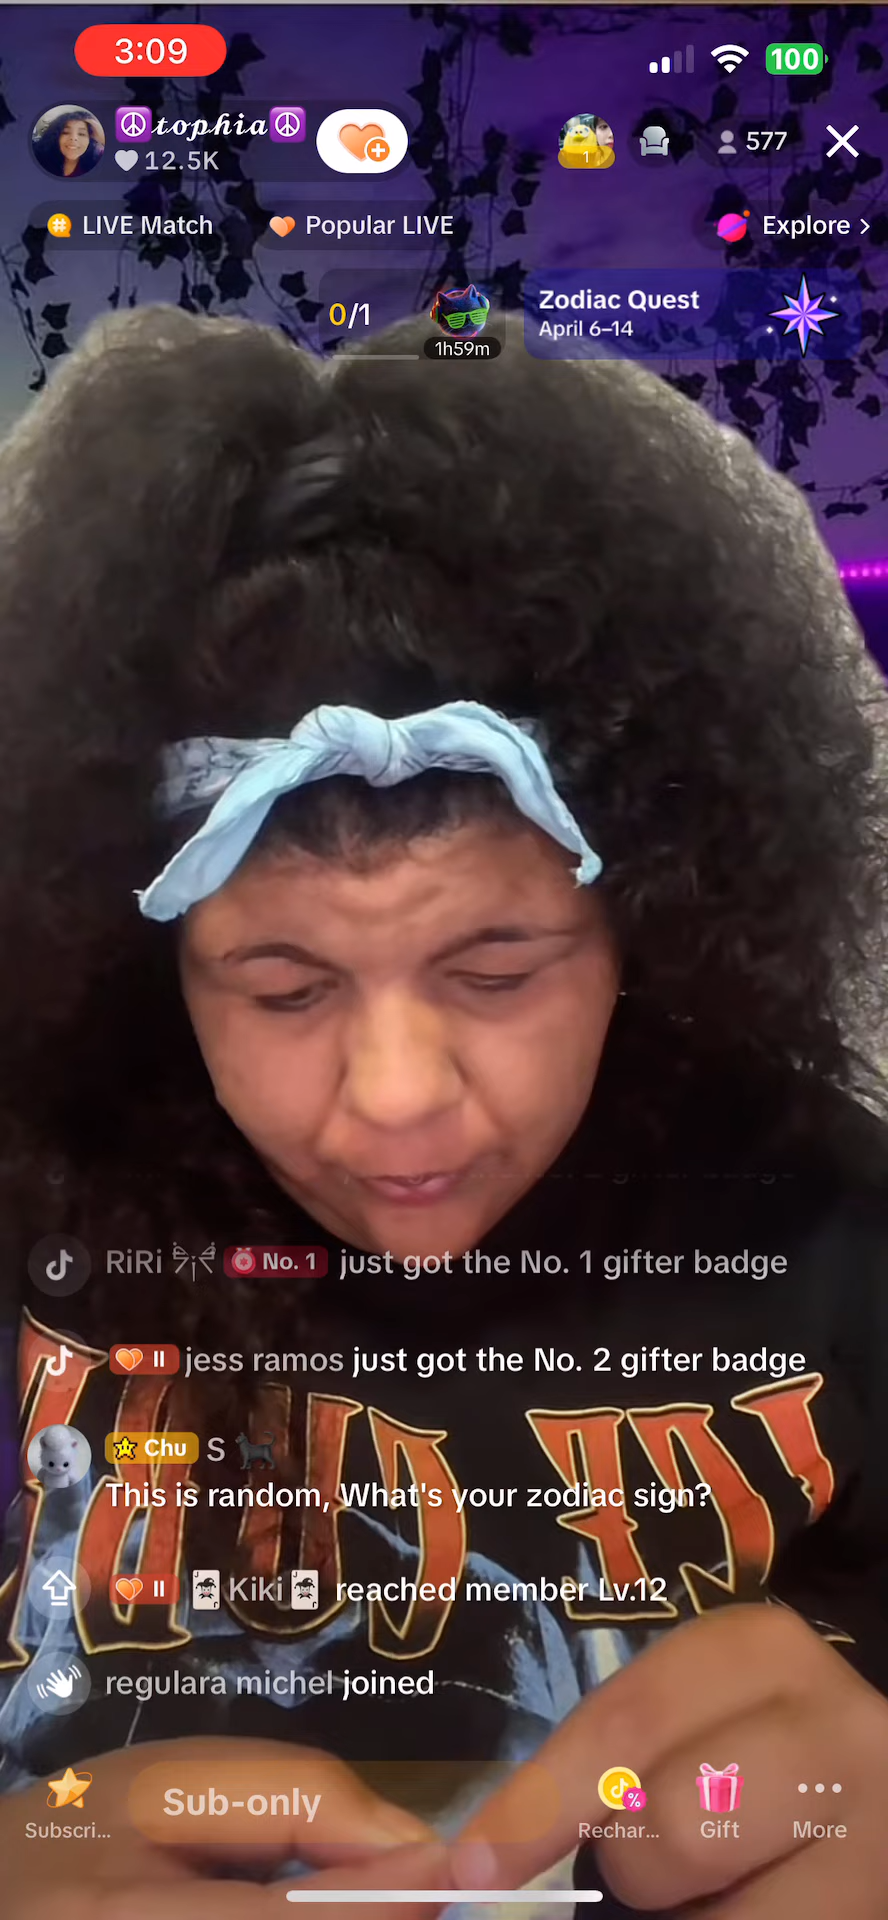 3:09
100
☮️tophia☮️
12.5K
1
577
LIVE Match
Popular LIVE
Explore >
0/1
1h59m
Zodiac Quest
April 6–14
RiRi No. 1 just got the No. 1 gifter badge
II jess ramos just got the No. 2 gifter badge
Chu S 🐈‍⬛
This is random, What's your zodiac sign?
II 🃏Kiki🃏 reached member Lv.12
regulara michel joined
Subscri...
Sub-only
Rechar...
Gift
More